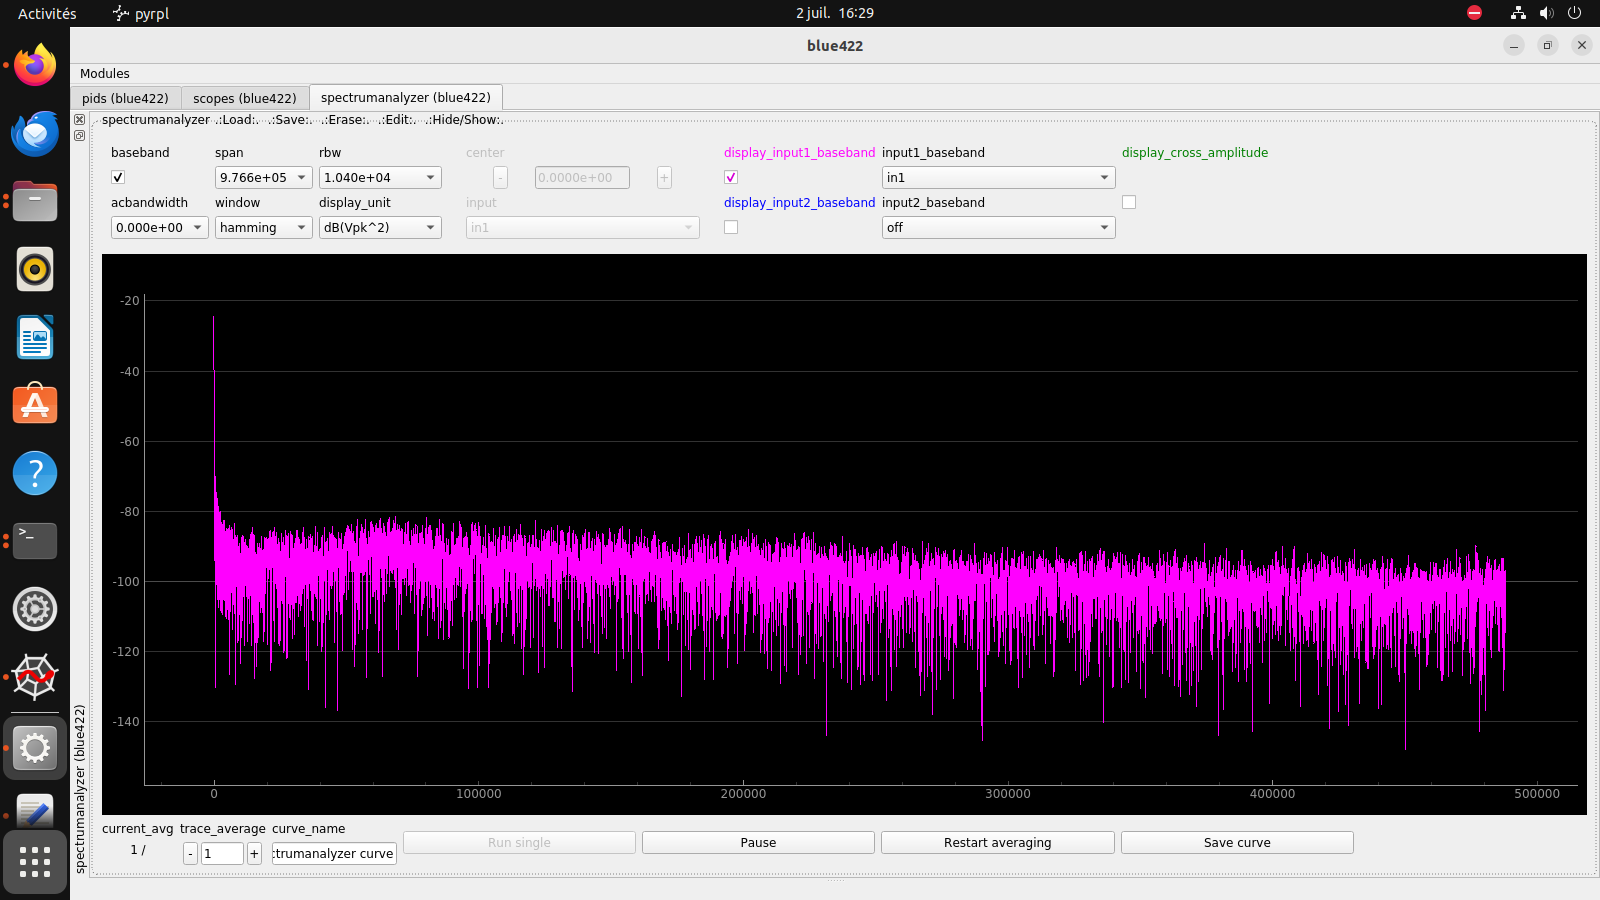 Activités pyrpl 2 juil. 16:29
blue422
Modules
pids (blue422) scopes (blue422) spectrumanalyzer (blue422)
spectrumanalyzer .:Load:. .:Save:. .:Erase:. .:Edit:. .:Hide/Show:.
baseband span rbw center display_input1_baseband input1_baseband display_cross_amplitude
9.766e+05 1.040e+04 - 0.0000e+00 + in1
acbandwidth window display_unit input display_input2_baseband input2_baseband
0.000e+00 hamming dB(Vpk^2) in1 off
-20
-40
-60
-80
-100
-120
-140
0 100000 200000 300000 400000 500000
spectrumanalyzer (blue422)
current_avg trace_average curve_name
1 / - 1 + trumanalyzer curve Run single Pause Restart averaging Save curve